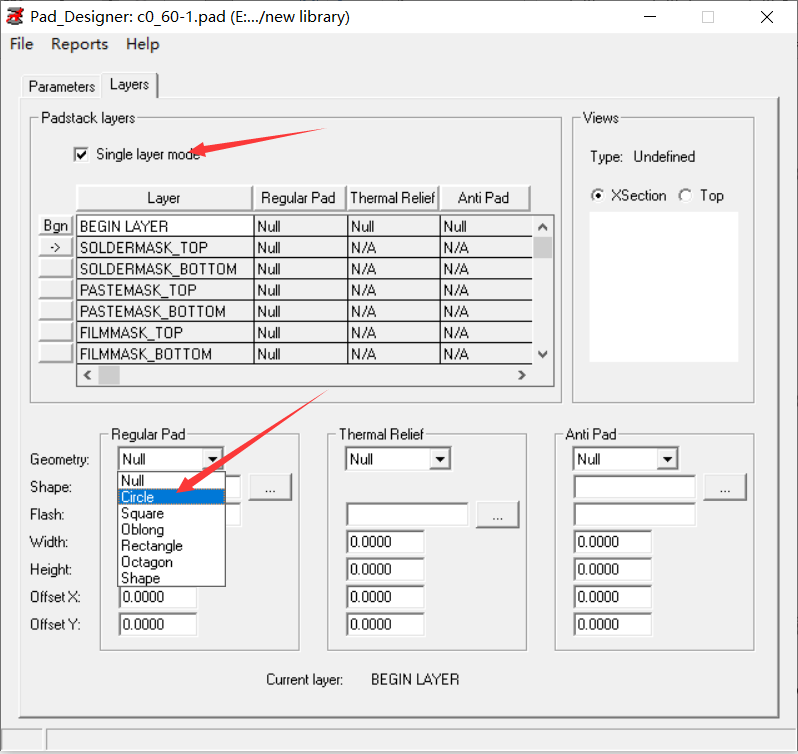 Pad_Designer: c0_60-1.pad (E:.../new library)
File Reports Help
Parameters Layers
Padstack layers
Single layer mode
Layer Regular Pad Thermal Relief Anti Pad
Bgn BEGIN LAYER Null Null Null
-> SOLDERMASK_TOP Null N/A N/A
SOLDERMASK_BOTTOM Null N/A N/A
PASTEMASK_TOP Null N/A N/A
PASTEMASK_BOTTOM Null N/A N/A
FILMMASK_TOP Null N/A N/A
FILMMASK_BOTTOM Null N/A N/A
Views
Type: Undefined
XSection Top
Regular Pad Thermal Relief Anti Pad
Geometry: Null Null Null
Null
Shape: Circle ... ...
Square
Flash: ...
Oblong
Width: Rectangle 0.0000 0.0000
Octagon
Height: 0.0000 0.0000
Shape
Offset X: 0.0000 0.0000 0.0000
Offset Y: 0.0000 0.0000 0.0000
Current layer: BEGIN LAYER